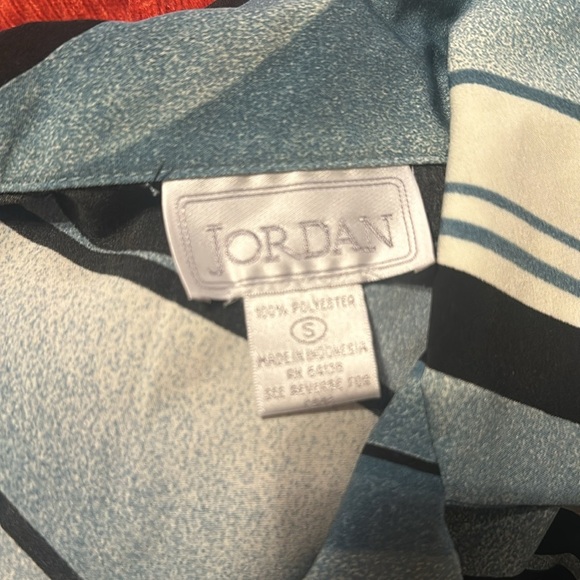 JORDAN
100% POLYESTER
S
MADE IN INDONESIA
RN 64138
SEE REVERSE FOR